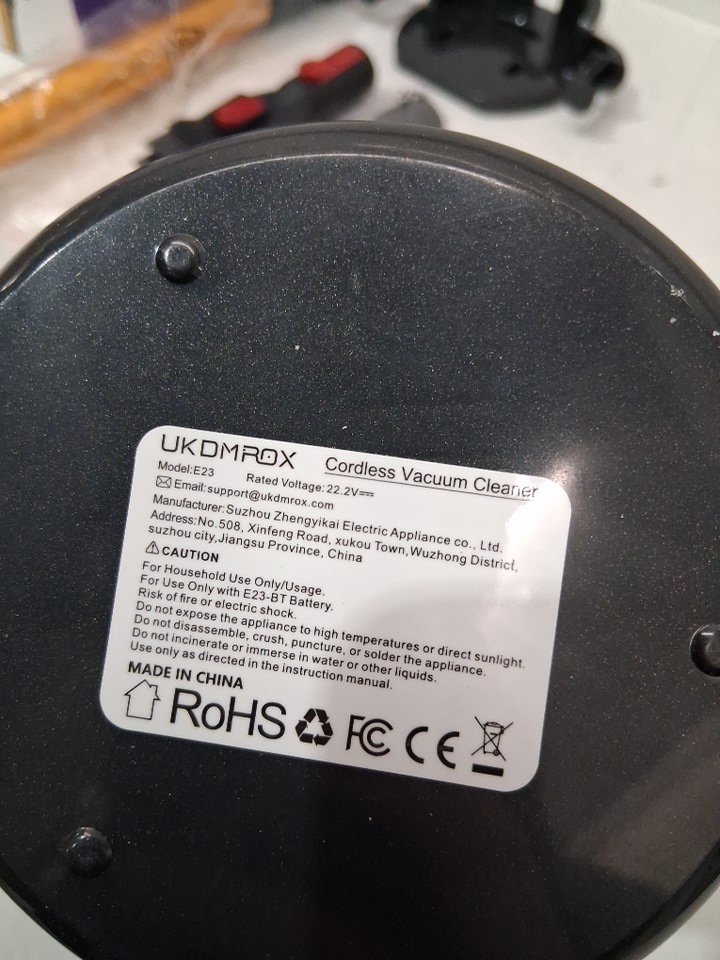 UKDMROX Cordless Vacuum Cleaner
Model:E23 Rated Voltage:22.2V⎓
Email:support@ukdmrox.com
Manufacturer:Suzhou Zhengyikai Electric Appliance co., Ltd.
Address:No.508, Xinfeng Road, xukou Town,Wuzhong District,
suzhou city,Jiangsu Province, China
CAUTION
For Household Use Only/Usage.
For Use Only with E23-BT Battery.
Risk of fire or electric shock.
Do not expose the appliance to high temperatures or direct sunlight.
Do not disassemble, crush, puncture, or solder the appliance.
Do not incinerate or immerse in water or other liquids.
Use only as directed in the instruction manual.
MADE IN CHINA
RoHS FC CE